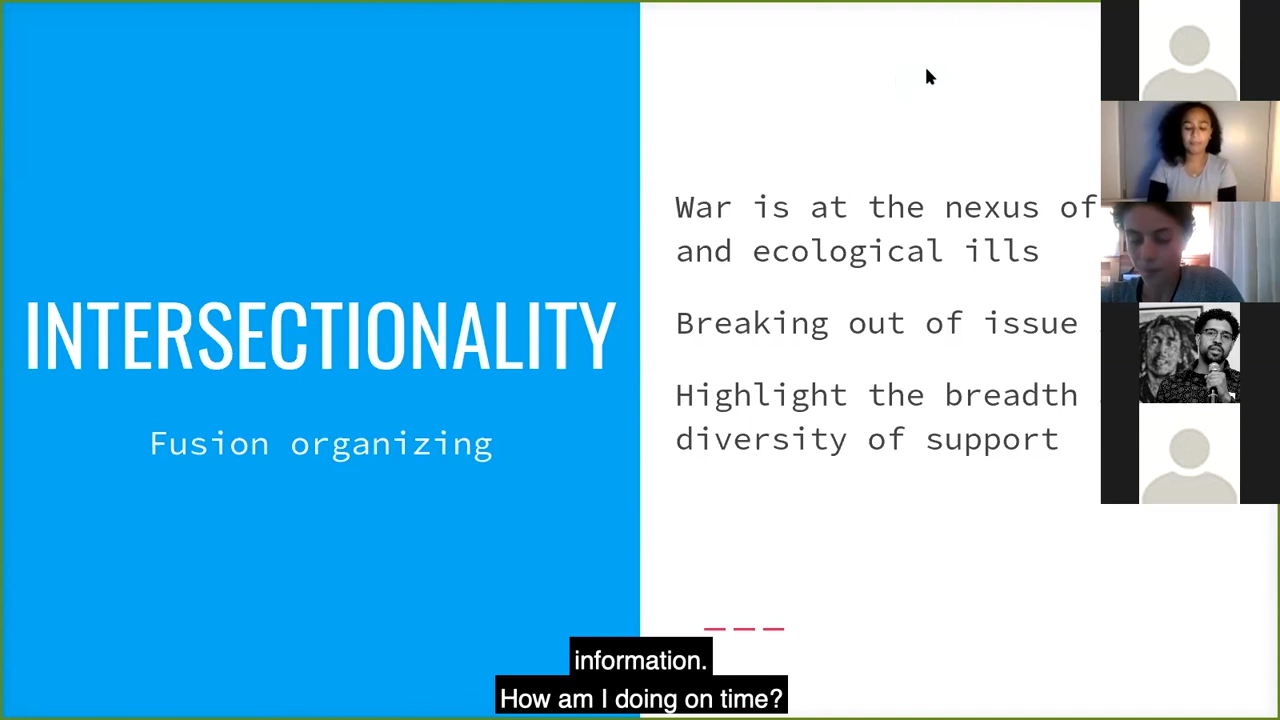 INTERSECTIONALITY
Fusion organizing
War is at the nexus of
and ecological ills
Breaking out of issue
Highlight the breadth
diversity of support
information.
How am I doing on time?